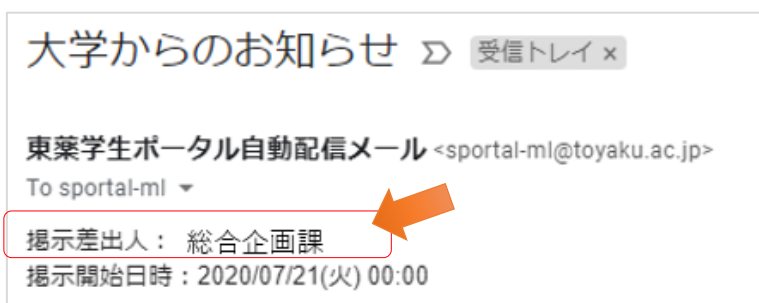 大学からのお知らせ 受信トレイ ×
東薬学生ポータル自動配信メール <sportal-ml@toyaku.ac.jp>
To sportal-ml
掲示差出人： 総合企画課
掲示開始日時：2020/07/21(火) 00:00